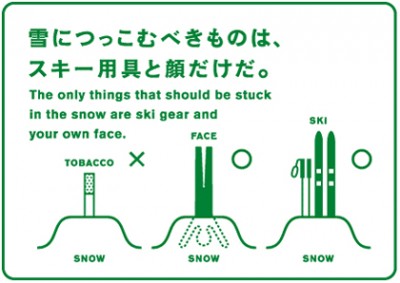 雪につっこむべきものは、
スキー用具と顔だけだ。
The only things that should be stuck
in the snow are ski gear and
your own face.
TOBACCO
FACE
SKI
SNOW
SNOW
SNOW